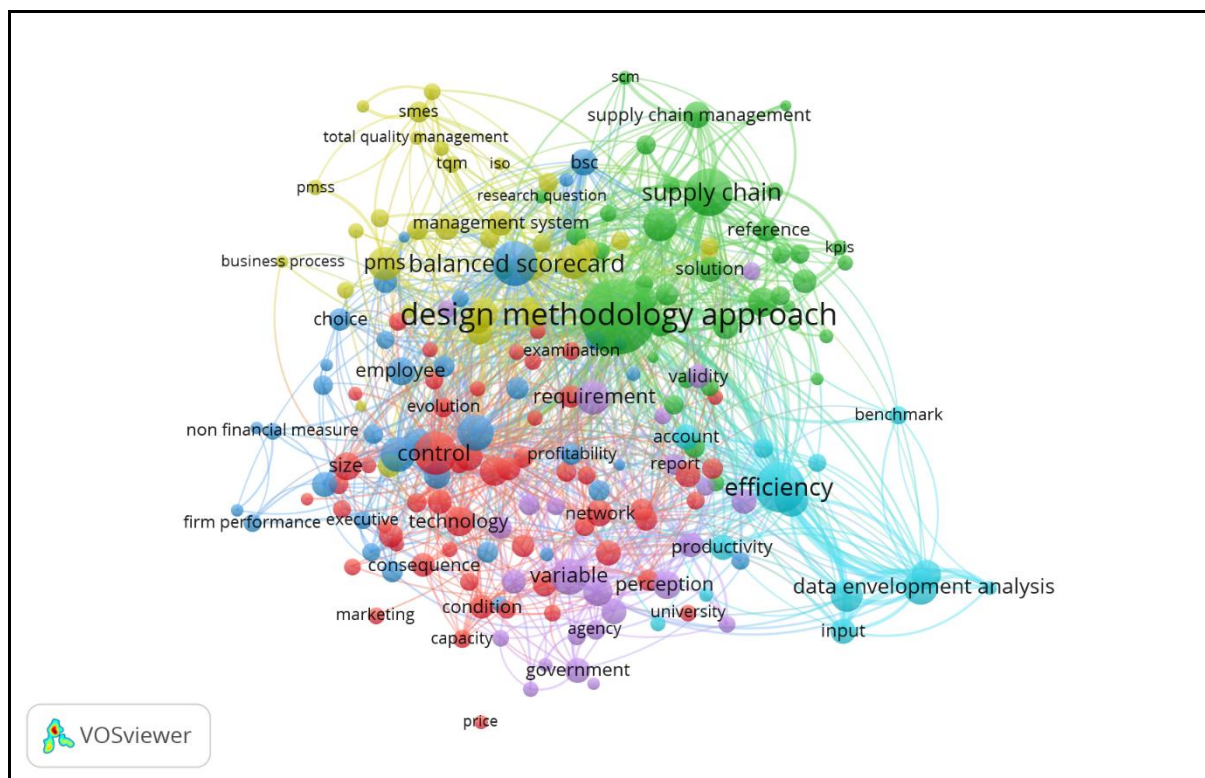 scm
smes
supply chain management
total quality management
tqm
iso
bsc
pmss
research question
supply chain
management system
reference
kpis
business process
pms
balanced scorecard
solution
choice
design methodology approach
examination
employee
validity
evolution
requirement
benchmark
non financial measure
account
size
control
profitability
report
efficiency
firm performance
executive
technology
network
productivity
consequence
variable
perception
data envelopment analysis
marketing
condition
university
capacity
agency
input
government
price
VOSviewer